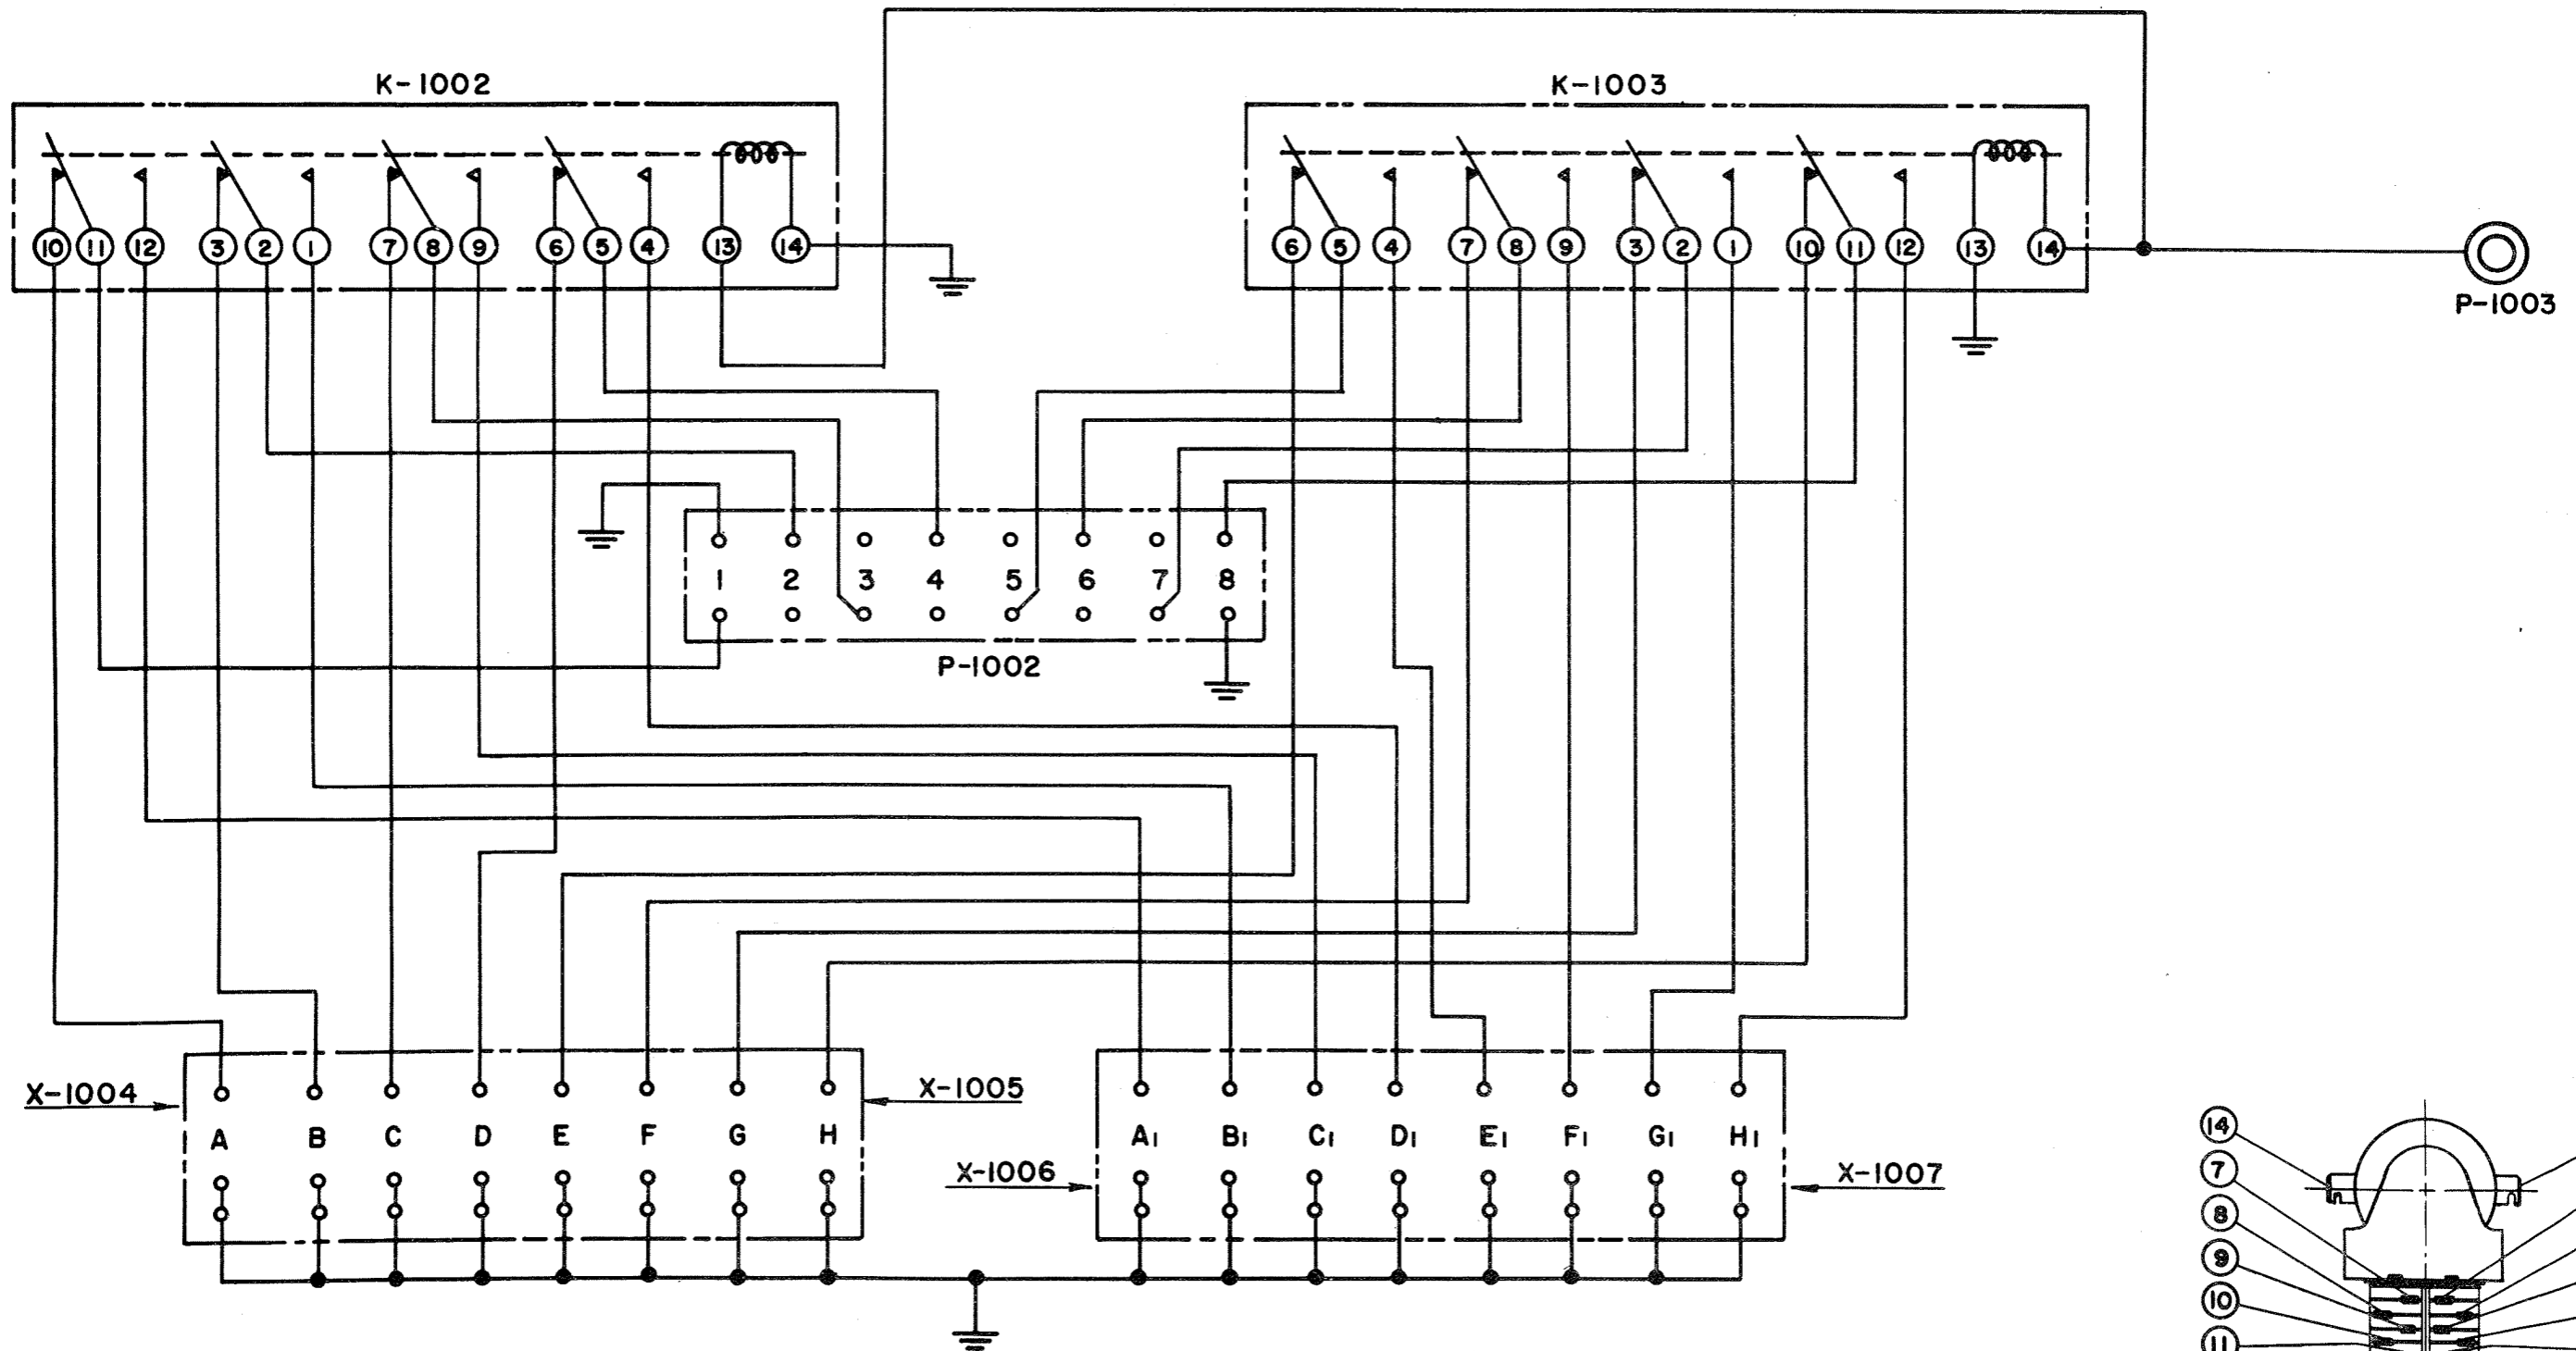 K-1002
K-1003
10 11 12 3 2 1 7 8 9 6 5 4 13 14
6 5 4 7 8 9 3 2 1 10 11 12 13 14
P-1003
1 2 3 4 5 6 7 8
P-1002
X-1004
X-1005
A B C D E F G H
A1 B1 C1 D1 E1 F1 G1 H1
X-1006
X-1007
14
7
8
9
10
11